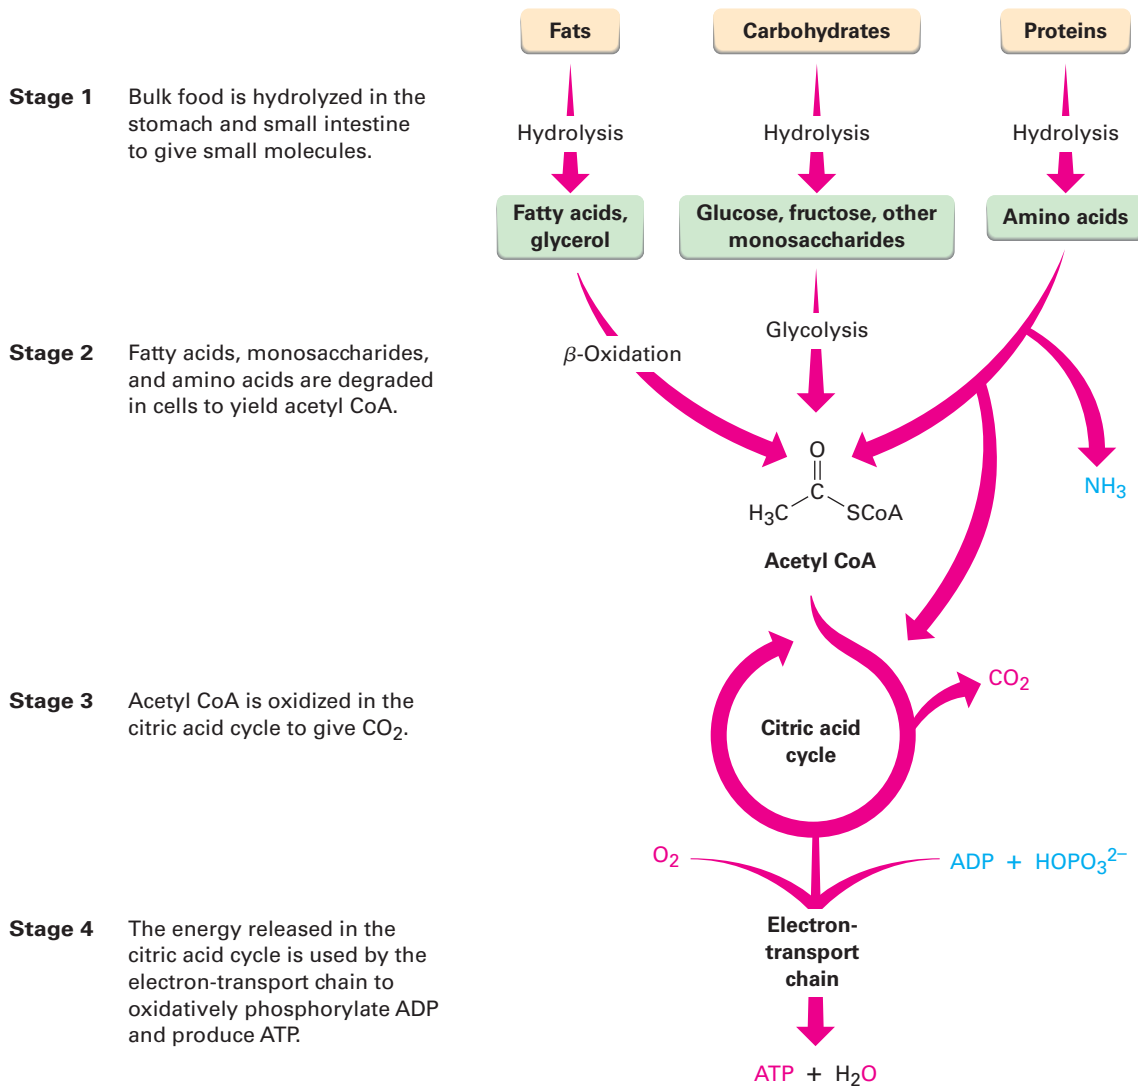 Fats
Carbohydrates
Proteins
Stage 1
Bulk food is hydrolyzed in the
stomach and small intestine
to give small molecules.
Hydrolysis
Hydrolysis
Hydrolysis
Fatty acids,
glycerol
Glucose, fructose, other
monosaccharides
Amino acids
Stage 2
Fatty acids, monosaccharides,
and amino acids are degraded
in cells to yield acetyl CoA.
β-Oxidation
Glycolysis
O
C
H₃C
SCoA
NH₃
Acetyl CoA
Stage 3
Acetyl CoA is oxidized in the
citric acid cycle to give CO₂.
CO₂
Citric acid
cycle
O₂
ADP + HOPO₃²⁻
Stage 4
The energy released in the
citric acid cycle is used by the
electron-transport chain to
oxidatively phosphorylate ADP
and produce ATP.
Electron-
transport
chain
ATP + H₂O